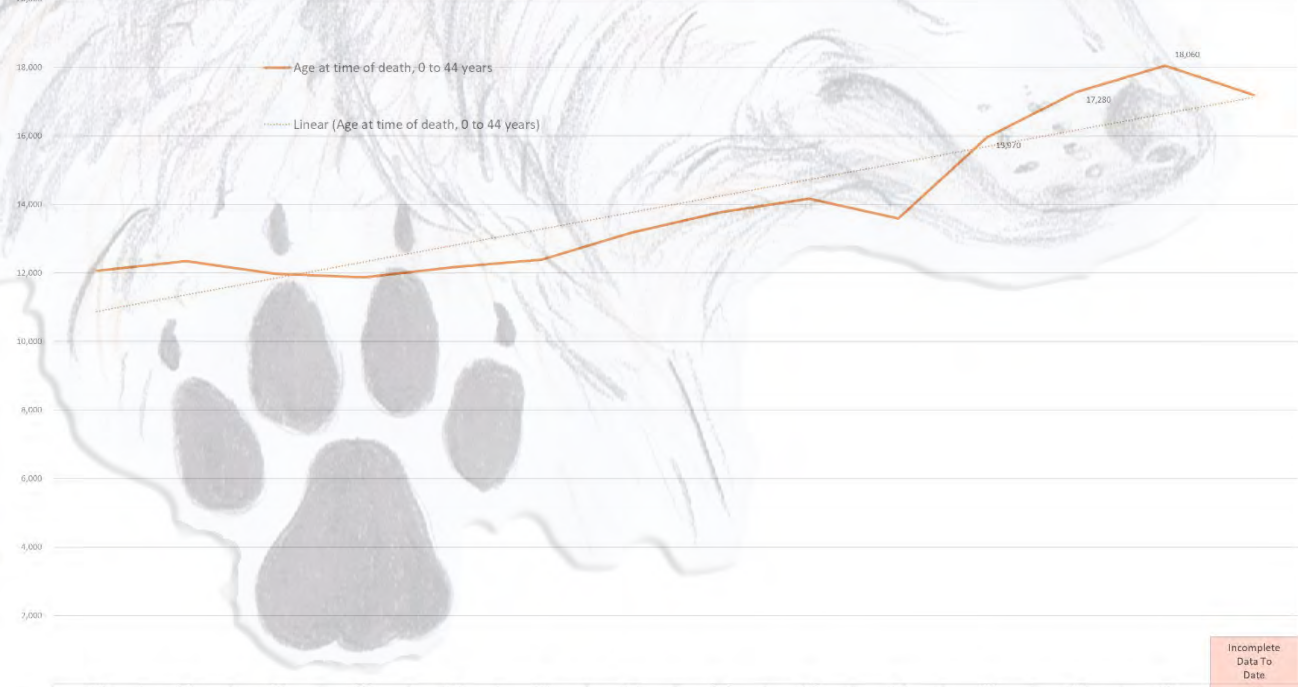 18,000
Age at time of death, 0 to 44 years
18,060
17,280
Linear (Age at time of death, 0 to 44 years)
16,000
15,970
14,000
12,000
10,000
8,000
6,000
4,000
2,000
Incomplete
Data To
Date